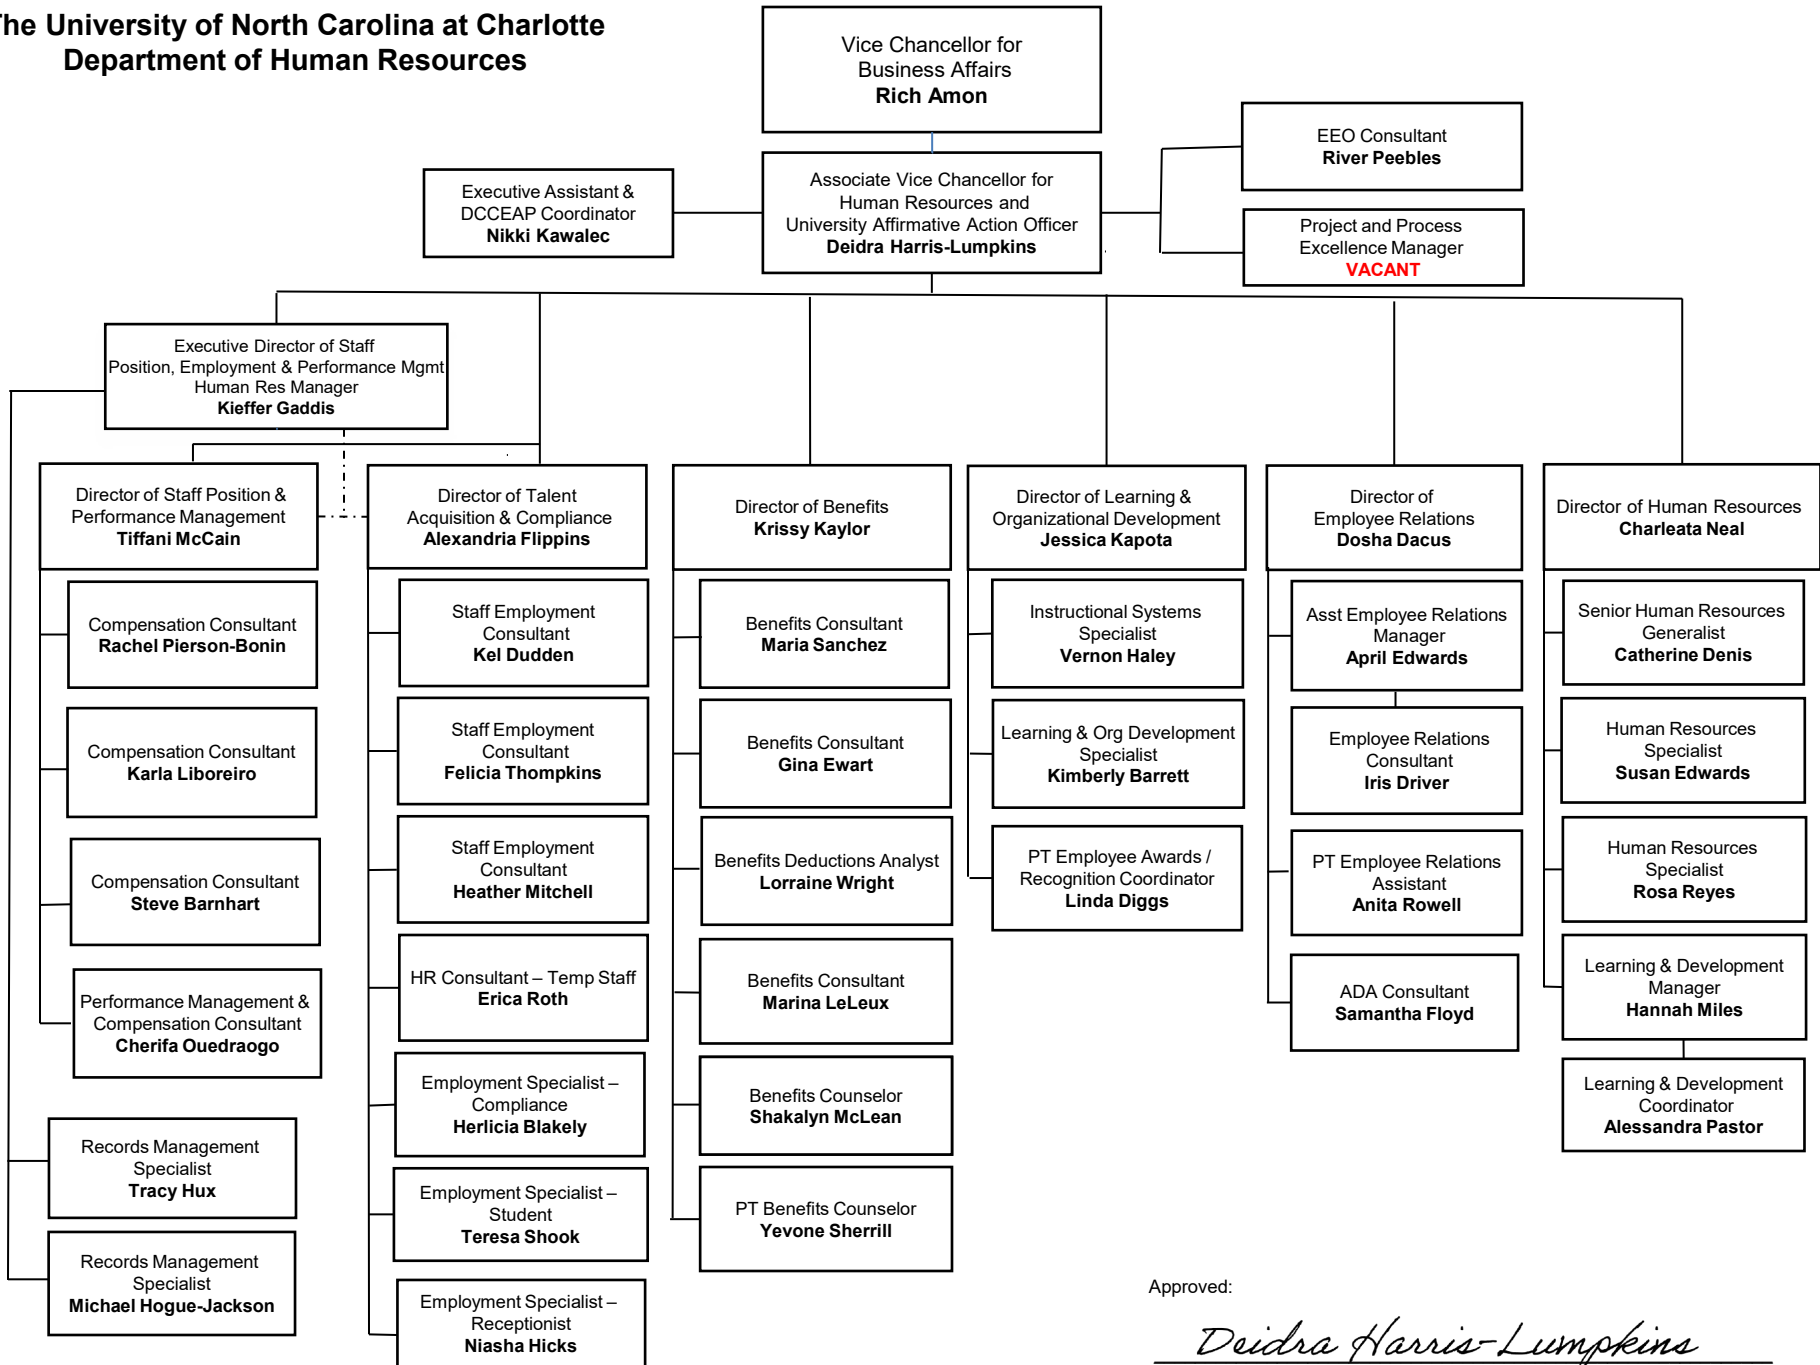 he University of North Carolina at Charlotte
Department of Human Resources
Vice Chancellor for
Business Affairs
Rich Amon
EEO Consultant
River Peebles
Executive Assistant &
DCCEAP Coordinator
Nikki Kawalec
Associate Vice Chancellor for
Human Resources and
University Affirmative Action Officer
Deidra Harris-Lumpkins
Project and Process
Excellence Manager
VACANT
Executive Director of Staff
Position, Employment & Performance Mgmt
Human Res Manager
Kieffer Gaddis
Director of Staff Position &
Performance Management
Tiffani McCain
Compensation Consultant
Rachel Pierson-Bonin
Compensation Consultant
Karla Liboreiro
Compensation Consultant
Steve Barnhart
Performance Management &
Compensation Consultant
Cherifa Ouedraogo
Records Management
Specialist
Tracy Hux
Records Management
Specialist
Michael Hogue-Jackson
Director of Talent
Acquisition & Compliance
Alexandria Flippins
Staff Employment
Consultant
Kel Dudden
Staff Employment
Consultant
Felicia Thompkins
Staff Employment
Consultant
Heather Mitchell
HR Consultant – Temp Staff
Erica Roth
Employment Specialist –
Compliance
Herlicia Blakely
Employment Specialist –
Student
Teresa Shook
Employment Specialist –
Receptionist
Niasha Hicks
Director of Benefits
Krissy Kaylor
Benefits Consultant
Maria Sanchez
Benefits Consultant
Gina Ewart
Benefits Deductions Analyst
Lorraine Wright
Benefits Consultant
Marina LeLeux
Benefits Counselor
Shakalyn McLean
PT Benefits Counselor
Yevone Sherrill
Director of Learning &
Organizational Development
Jessica Kapota
Instructional Systems
Specialist
Vernon Haley
Learning & Org Development
Specialist
Kimberly Barrett
PT Employee Awards /
Recognition Coordinator
Linda Diggs
Director of
Employee Relations
Dosha Dacus
Asst Employee Relations
Manager
April Edwards
Employee Relations
Consultant
Iris Driver
PT Employee Relations
Assistant
Anita Rowell
ADA Consultant
Samantha Floyd
Director of Human Resources
Charleata Neal
Senior Human Resources
Generalist
Catherine Denis
Human Resources
Specialist
Susan Edwards
Human Resources
Specialist
Rosa Reyes
Learning & Development
Manager
Hannah Miles
Learning & Development
Coordinator
Alessandra Pastor
Approved:
Deidra Harris-Lumpkins